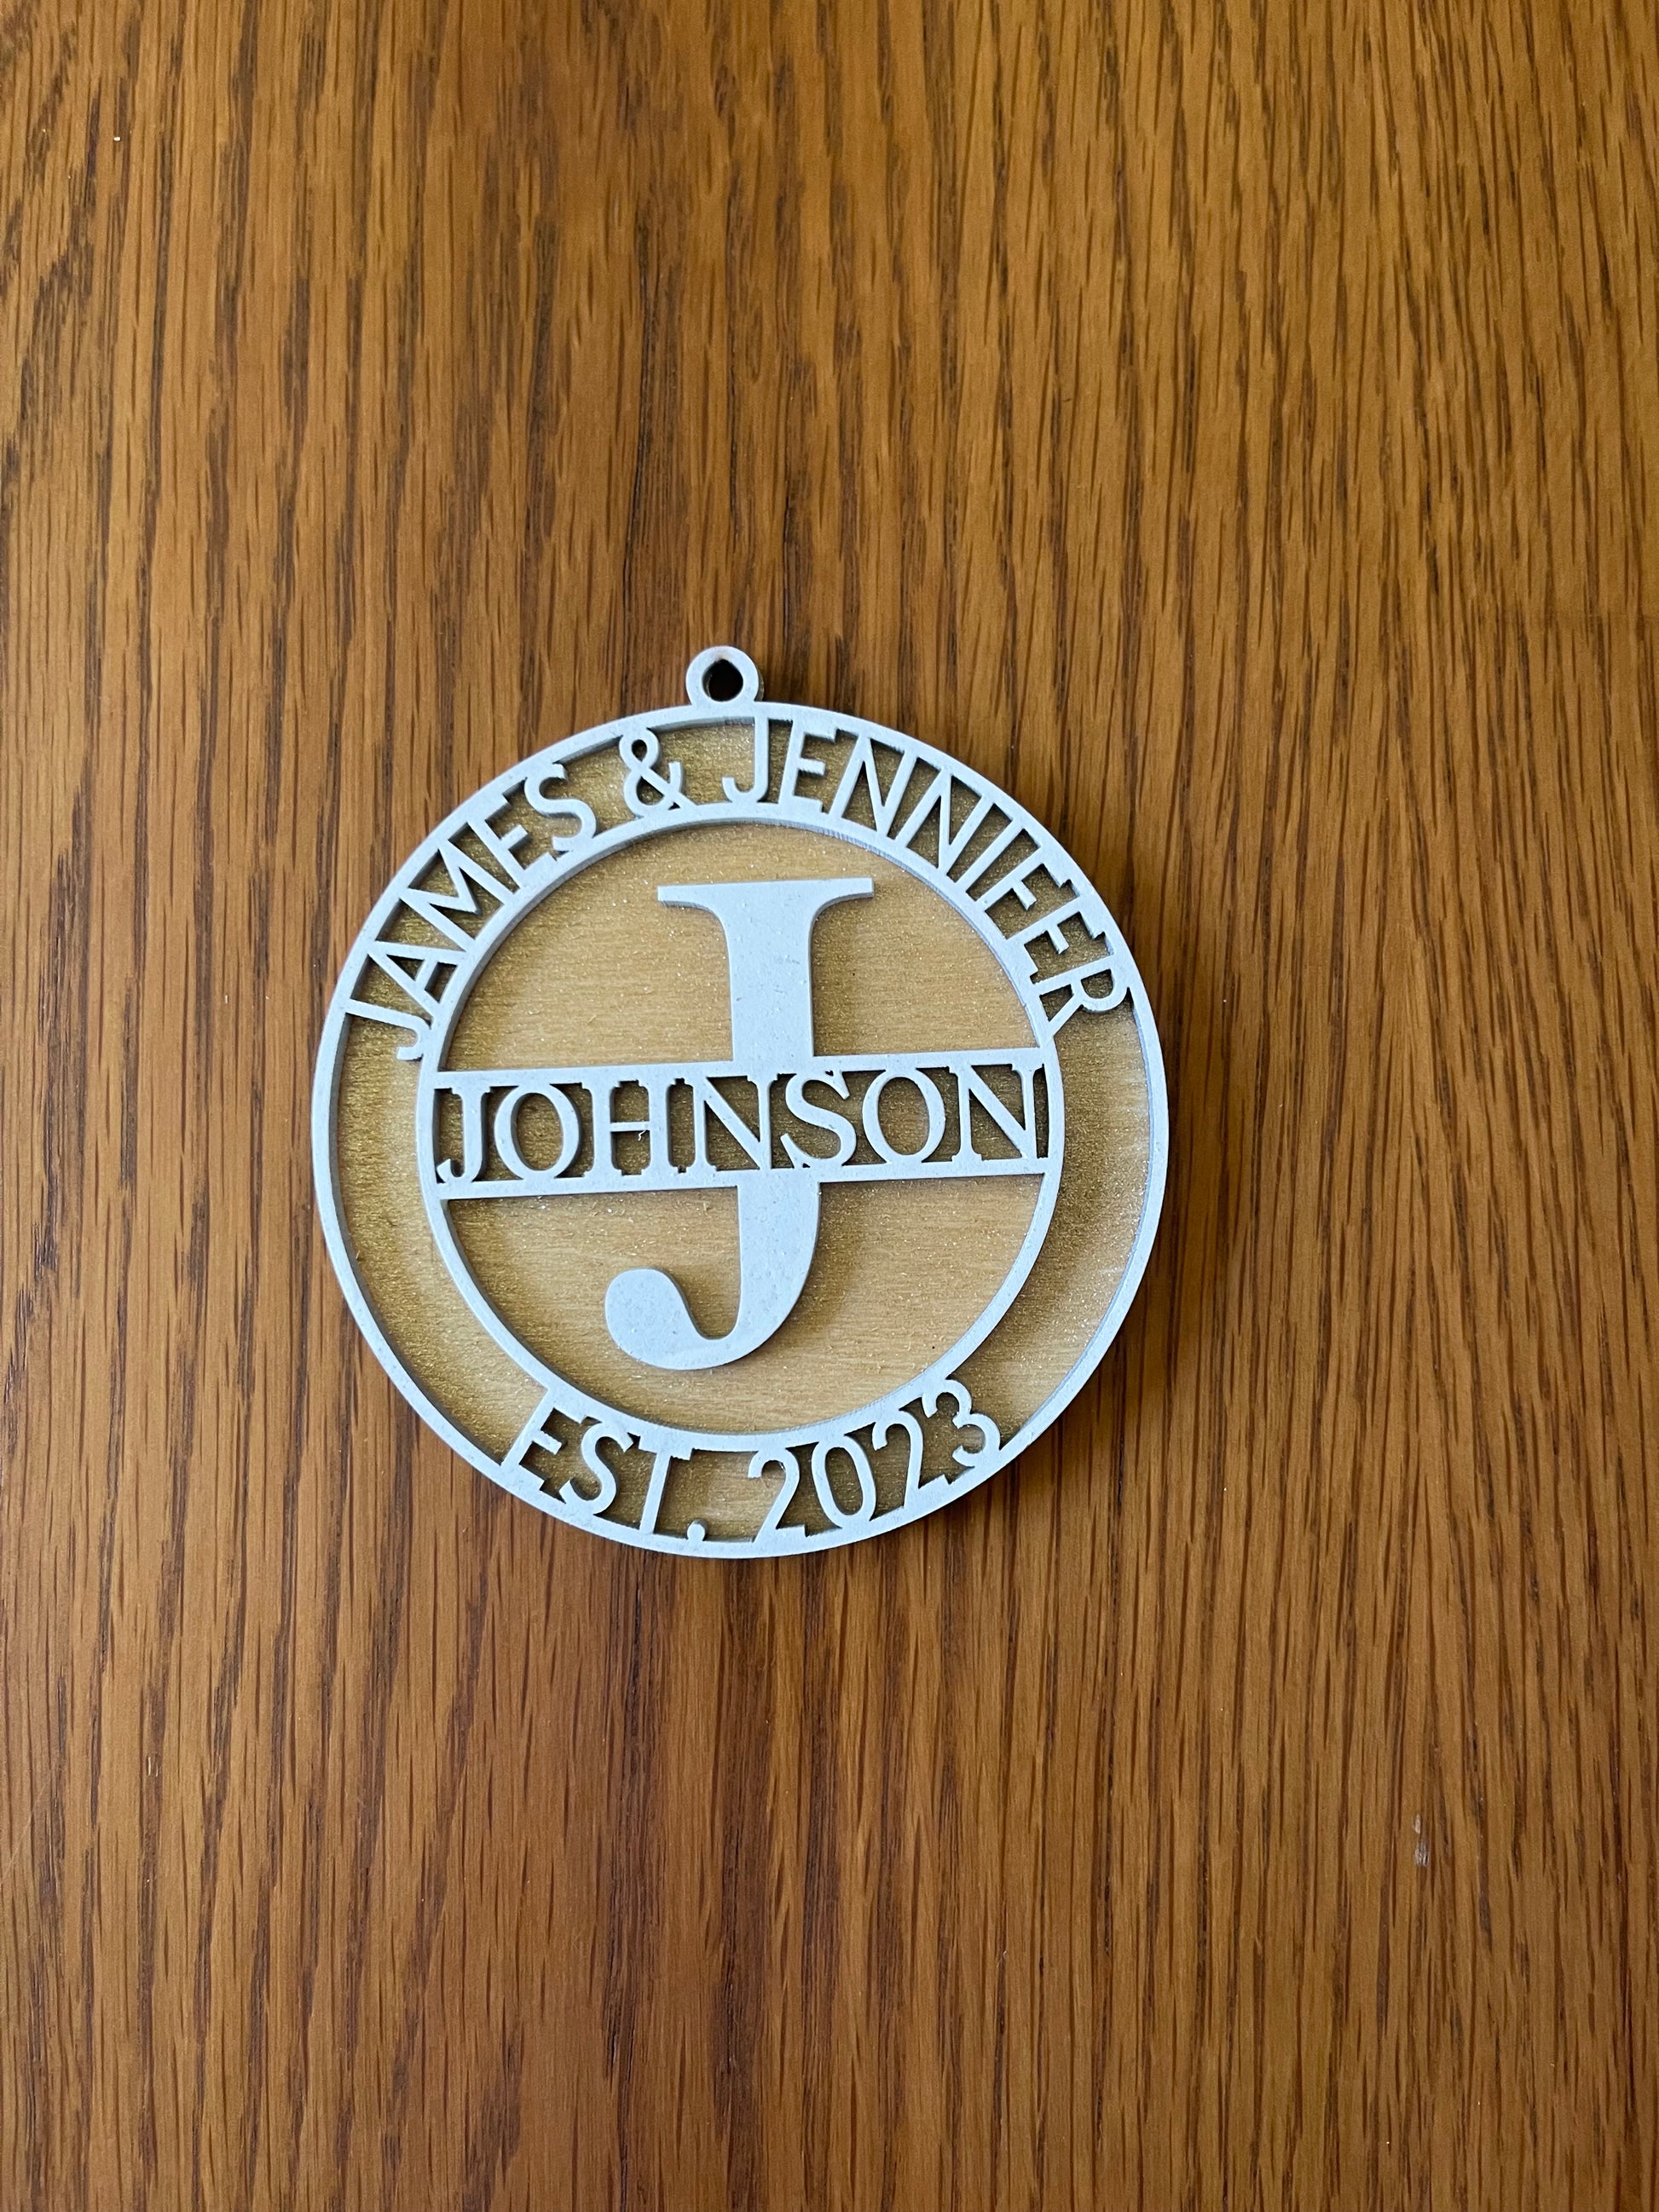 JAMES & JENNIFER
J
JOHNSON
EST. 2023